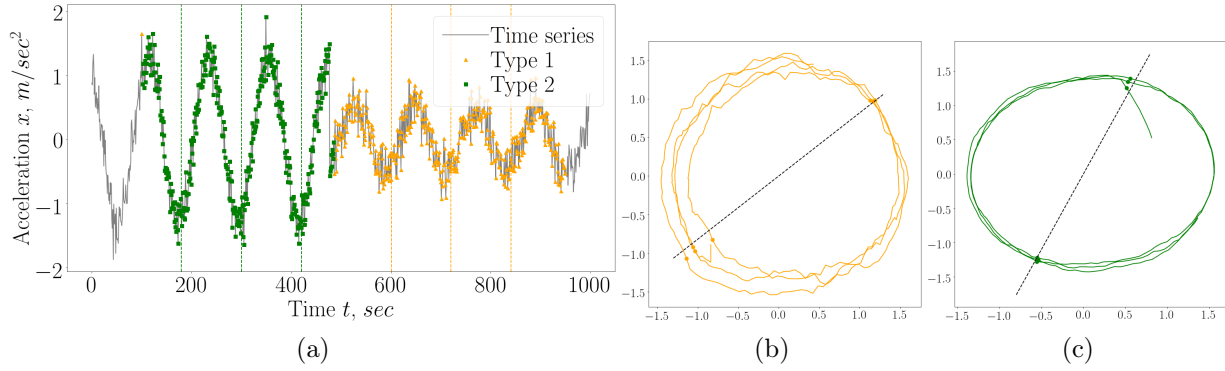 Acceleration x, m/sec²
2
1
0
−1
−2
0 200 400 600 800 1000
Time t, sec
Time series
Type 1
Type 2
(a)
1.5
1.0
0.5
0.0
−0.5
−1.0
−1.5
−1.5 −1.0 −0.5 0.0 0.5 1.0 1.5
(b)
1.5
1.0
0.5
0.0
−0.5
−1.0
−1.5
−1.5 −1.0 −0.5 0.0 0.5 1.0 1.5
(c)